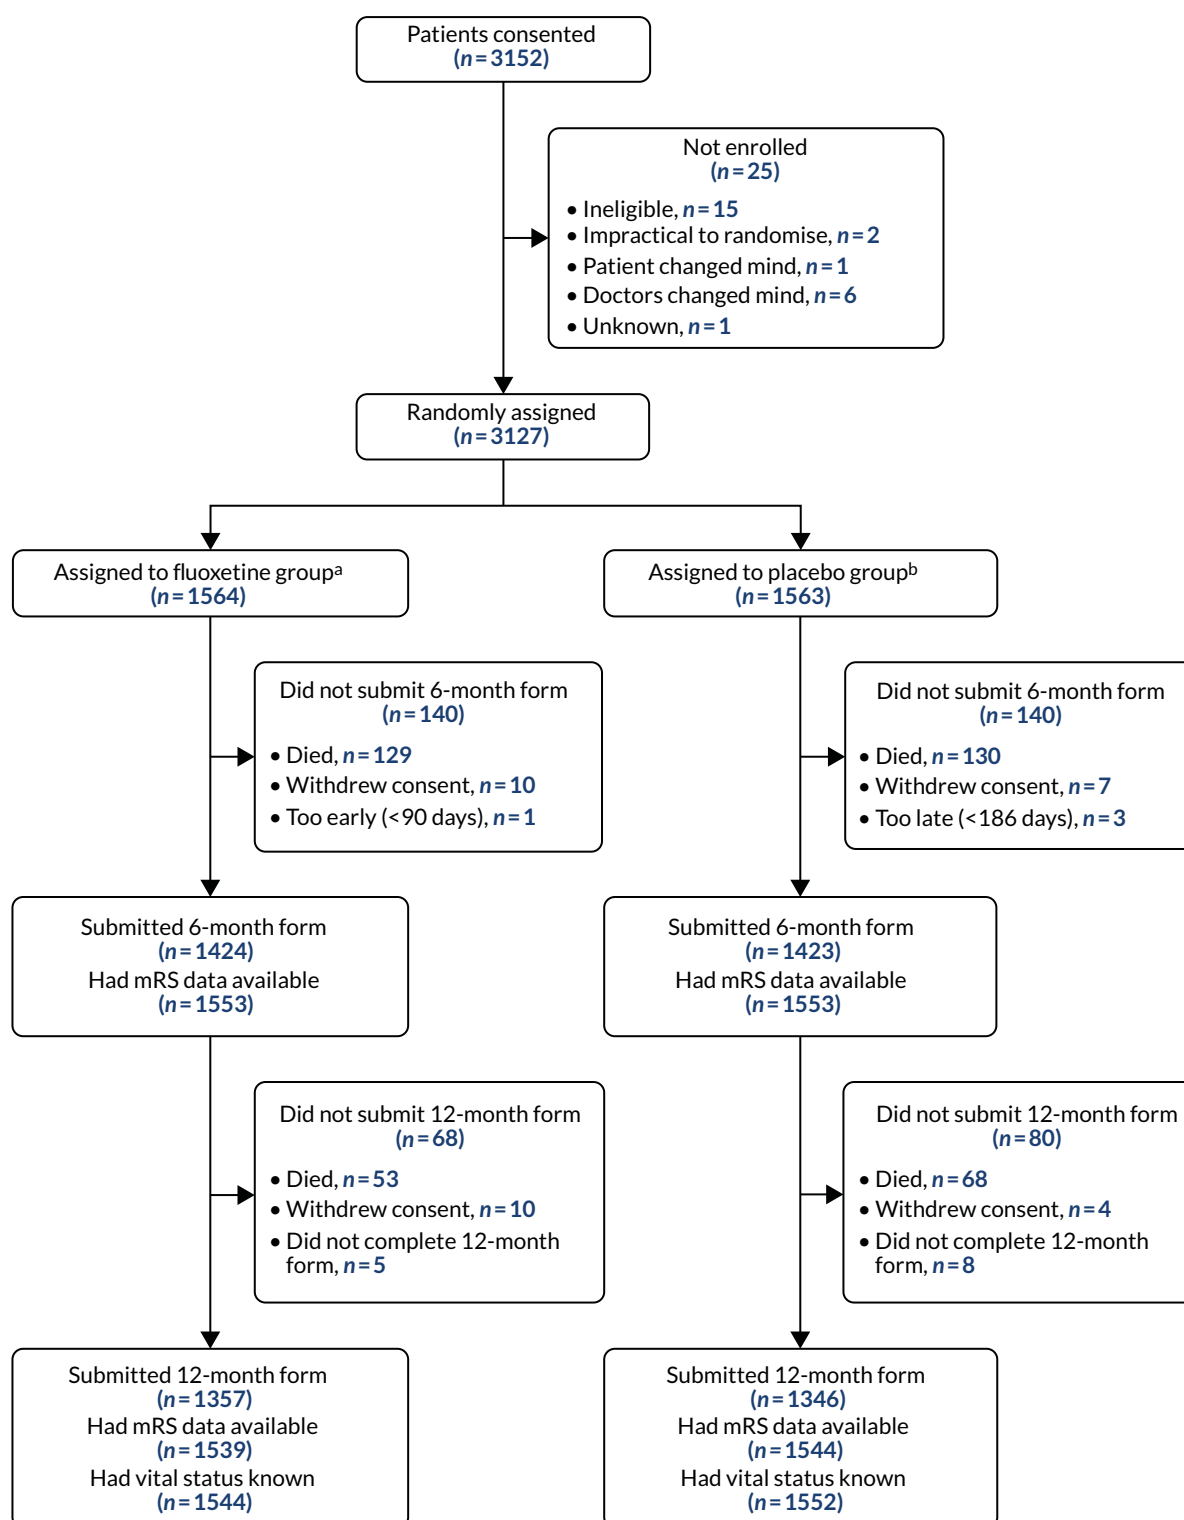 Patients consented
(n=3152)
Not enrolled
(n=25)
• Ineligible, n=15
• Impractical to randomise, n=2
• Patient changed mind, n=1
• Doctors changed mind, n=6
• Unknown, n=1
Randomly assigned
(n=3127)
Assigned to fluoxetine groupᵃ
(n=1564)
Assigned to placebo groupᵇ
(n=1563)
Did not submit 6-month form
(n=140)
• Died, n=129
• Withdrew consent, n=10
• Too early (<90 days), n=1
Did not submit 6-month form
(n=140)
• Died, n=130
• Withdrew consent, n=7
• Too late (<186 days), n=3
Submitted 6-month form
(n=1424)
Had mRS data available
(n=1553)
Submitted 6-month form
(n=1423)
Had mRS data available
(n=1553)
Did not submit 12-month form
(n=68)
• Died, n=53
• Withdrew consent, n=10
• Did not complete 12-month
form, n=5
Did not submit 12-month form
(n=80)
• Died, n=68
• Withdrew consent, n=4
• Did not complete 12-month
form, n=8
Submitted 12-month form
(n=1357)
Had mRS data available
(n=1539)
Had vital status known
(n=1544)
Submitted 12-month form
(n=1346)
Had mRS data available
(n=1544)
Had vital status known
(n=1552)